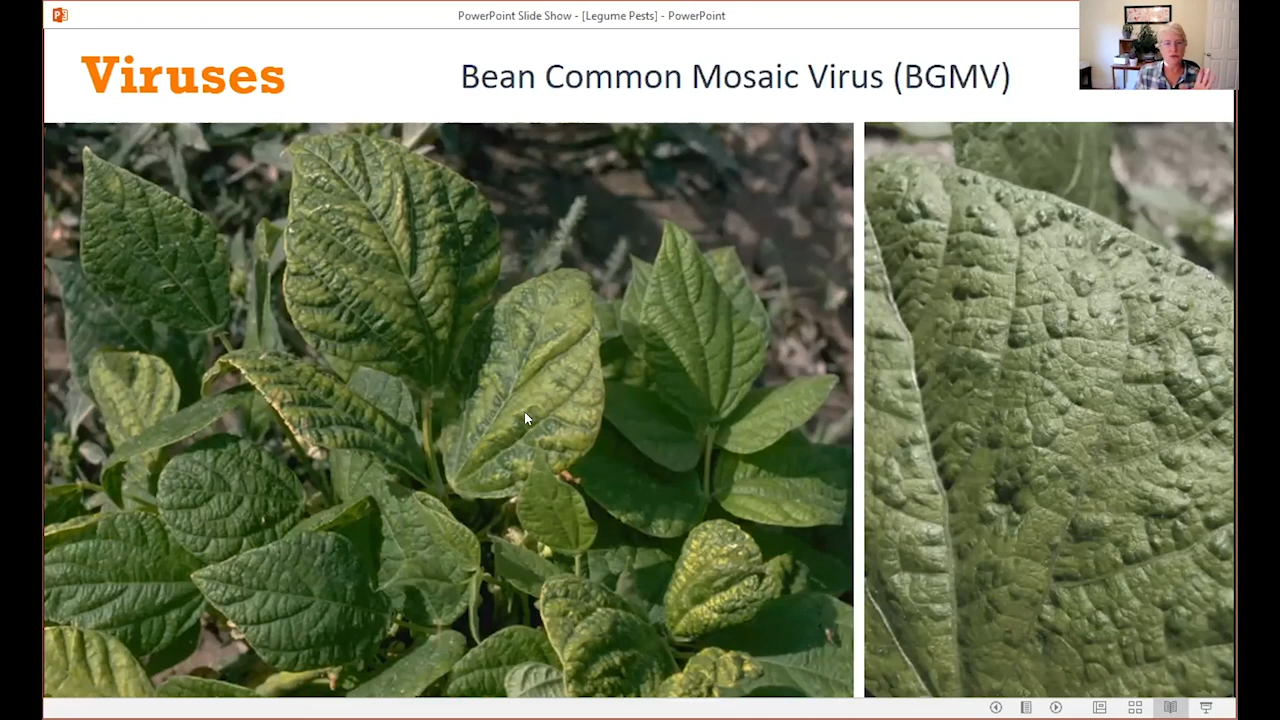 PowerPoint Slide Show - [Legume Pests] - PowerPoint
Viruses
Bean Common Mosaic Virus (BGMV)